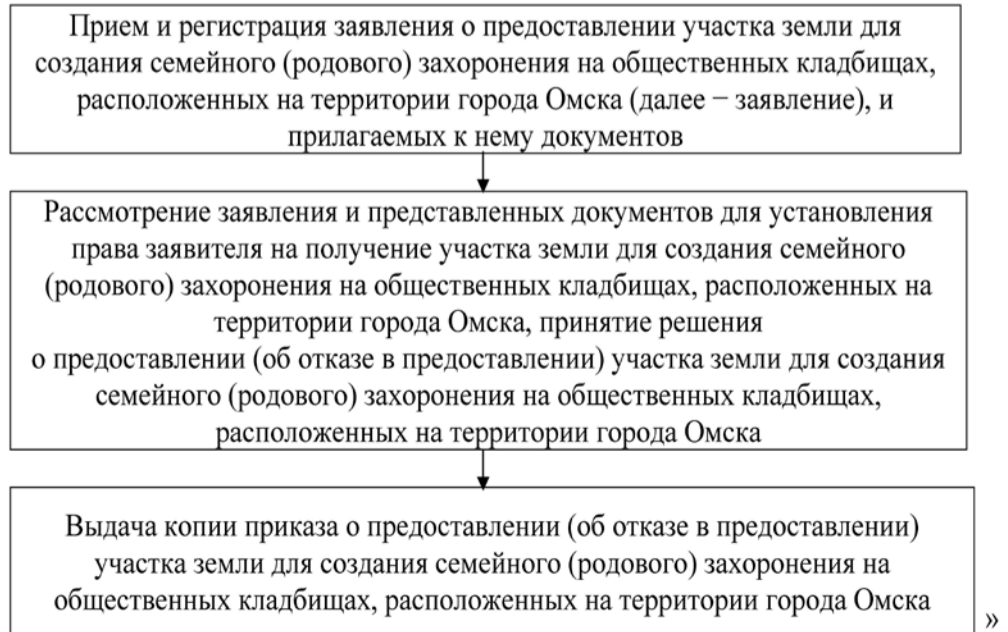 Прием и регистрация заявления о предоставлении участка земли для
создания семейного (родового) захоронения на общественных кладбищах,
расположенных на территории города Омска (далее – заявление), и
прилагаемых к нему документов
Рассмотрение заявления и представленных документов для установления
права заявителя на получение участка земли для создания семейного
(родового) захоронения на общественных кладбищах, расположенных на
территории города Омска, принятие решения
о предоставлении (об отказе в предоставлении) участка земли для создания
семейного (родового) захоронения на общественных кладбищах,
расположенных на территории города Омска
Выдача копии приказа о предоставлении (об отказе в предоставлении)
участка земли для создания семейного (родового) захоронения на
общественных кладбищах, расположенных на территории города Омска
»